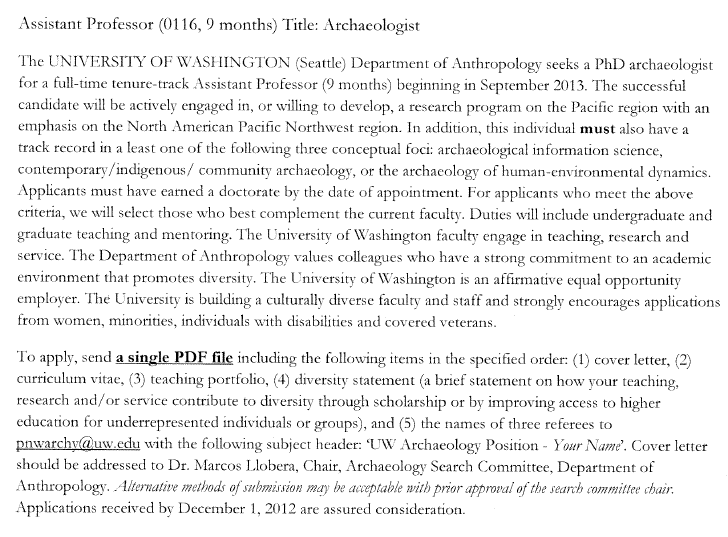 Assistant Professor (0116, 9 months) Title: Archaeologist
The UNIVERSITY OF WASHINGTON (Seattle) Department of Anthropology seeks a PhD archaeologist
for a full-time tenure-track Assistant Professor (9 months) beginning in September 2013. The successful
candidate will be actively engaged in, or willing to develop, a research program on the Pacific region with an
emphasis on the North American Pacific Northwest region. In addition, this individual must also have a
track record in a least one of the following three conceptual foci: archaeological information science,
contemporary/indigenous/ community archaeology, or the archaeology of human-environmental dynamics.
Applicants must have earned a doctorate by the date of appointment. For applicants who meet the above
criteria, we will select those who best complement the current faculty. Duties will include undergraduate and
graduate teaching and mentoring. The University of Washington faculty engage in teaching, research and
service. The Department of Anthropology values colleagues who have a strong commitment to an academic
environment that promotes diversity. The University of Washington is an affirmative equal opportunity
employer. The University is building a culturally diverse faculty and staff and strongly encourages applications
from women, minorities, individuals with disabilities and covered veterans.
To apply, send a single PDF file including the following items in the specified order: (1) cover letter, (2)
curriculum vitae, (3) teaching portfolio, (4) diversity statement (a brief statement on how your teaching,
research and/or service contribute to diversity through scholarship or by improving access to higher
education for underrepresented individuals or groups), and (5) the names of three referees to
pnwarchy@uw.edu with the following subject header: ‘UW Archaeology Position - Your Name’. Cover letter
should be addressed to Dr. Marcos Llobera, Chair, Archaeology Search Committee, Department of
Anthropology. Alternative methods of submission may be acceptable with prior approval of the search committee chair.
Applications received by December 1, 2012 are assured consideration.